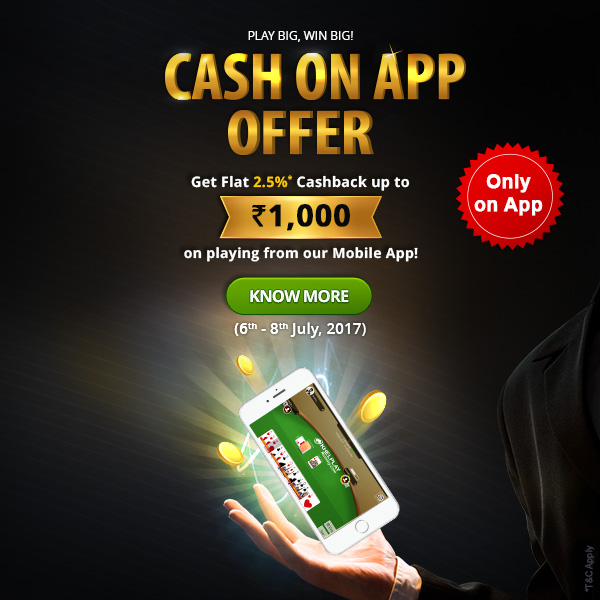 PLAY BIG, WIN BIG!
CASH ON APP
OFFER
Get Flat 2.5%* Cashback up to
₹1,000
on playing from our Mobile App!
Only
on App
KNOW MORE
(6th - 8th July, 2017)
KHELPLAY
*T&C Apply